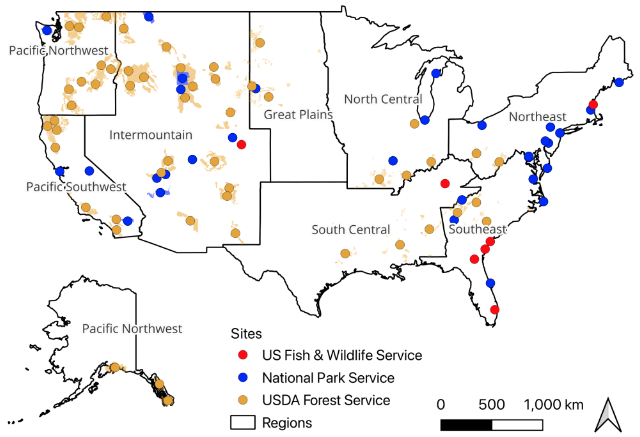 Pacific Northwest
North Central
Northeast
Great Plains
Intermountain
Pacific Southwest
South Central
Southeast
Pacific Northwest
Sites
US Fish & Wildlife Service
National Park Service
USDA Forest Service
Regions
0 500 1,000 km